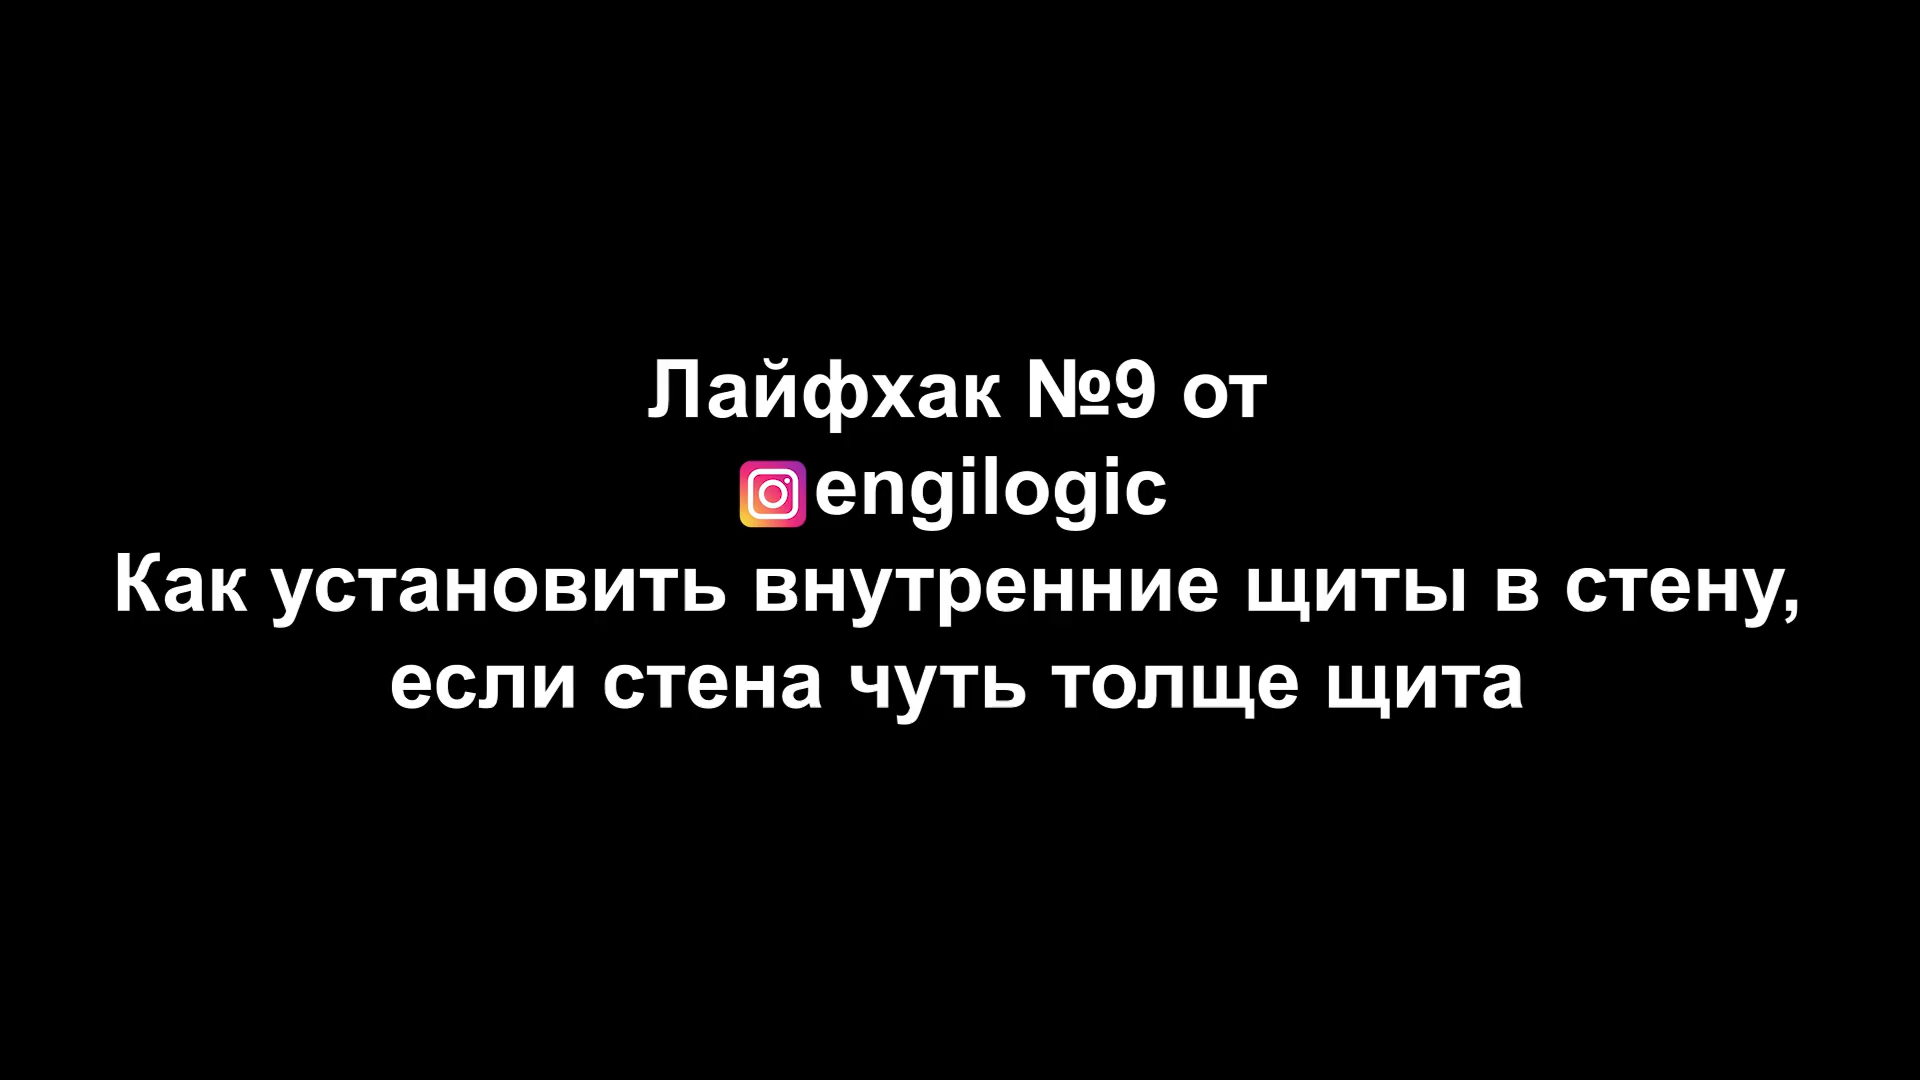 Лайфхак №9 от
engilogic
Как установить внутренние щиты в стену,
если стена чуть толще щита